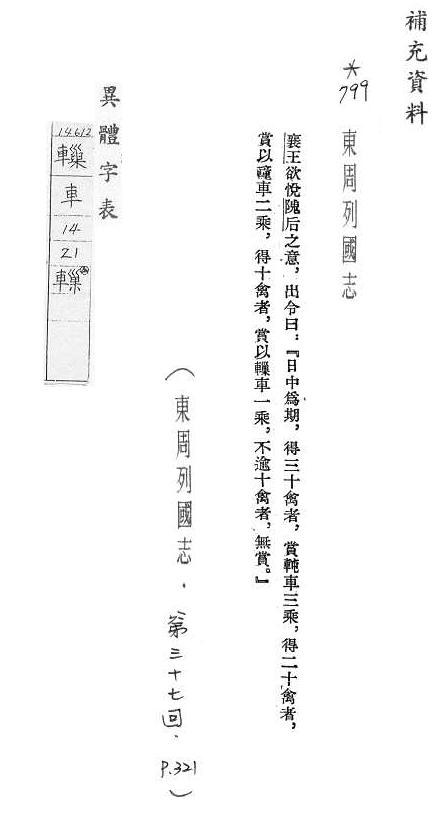 補充資料
*799
東周列國志
襄王欲悅隗后之意,出令曰:『日中爲期,得三十禽者,賞軘車三乘,得二十禽者,
賞以𨎌車二乘,得十禽者,賞以轈車一乘,不逾十禽者,無賞。』
(東周列國志.第三十七回.P.321)
異體字表
14612
轈
車
14
21
轈